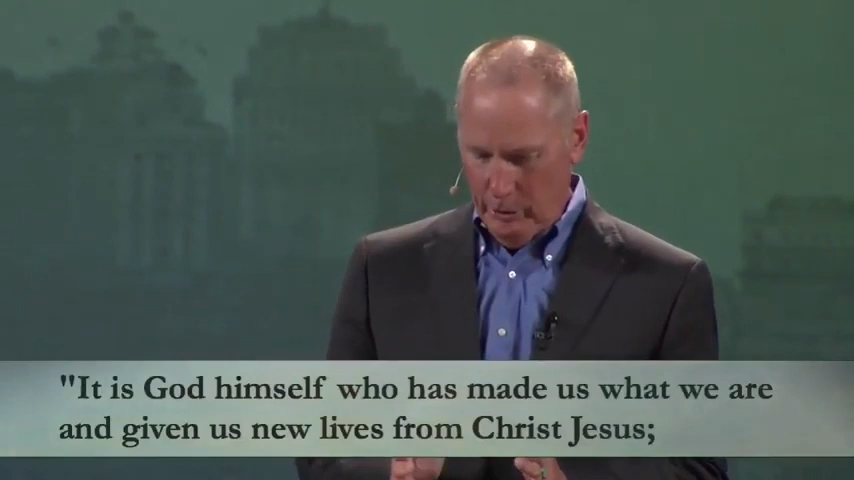 "It is God himself who has made us what we are
and given us new lives from Christ Jesus;